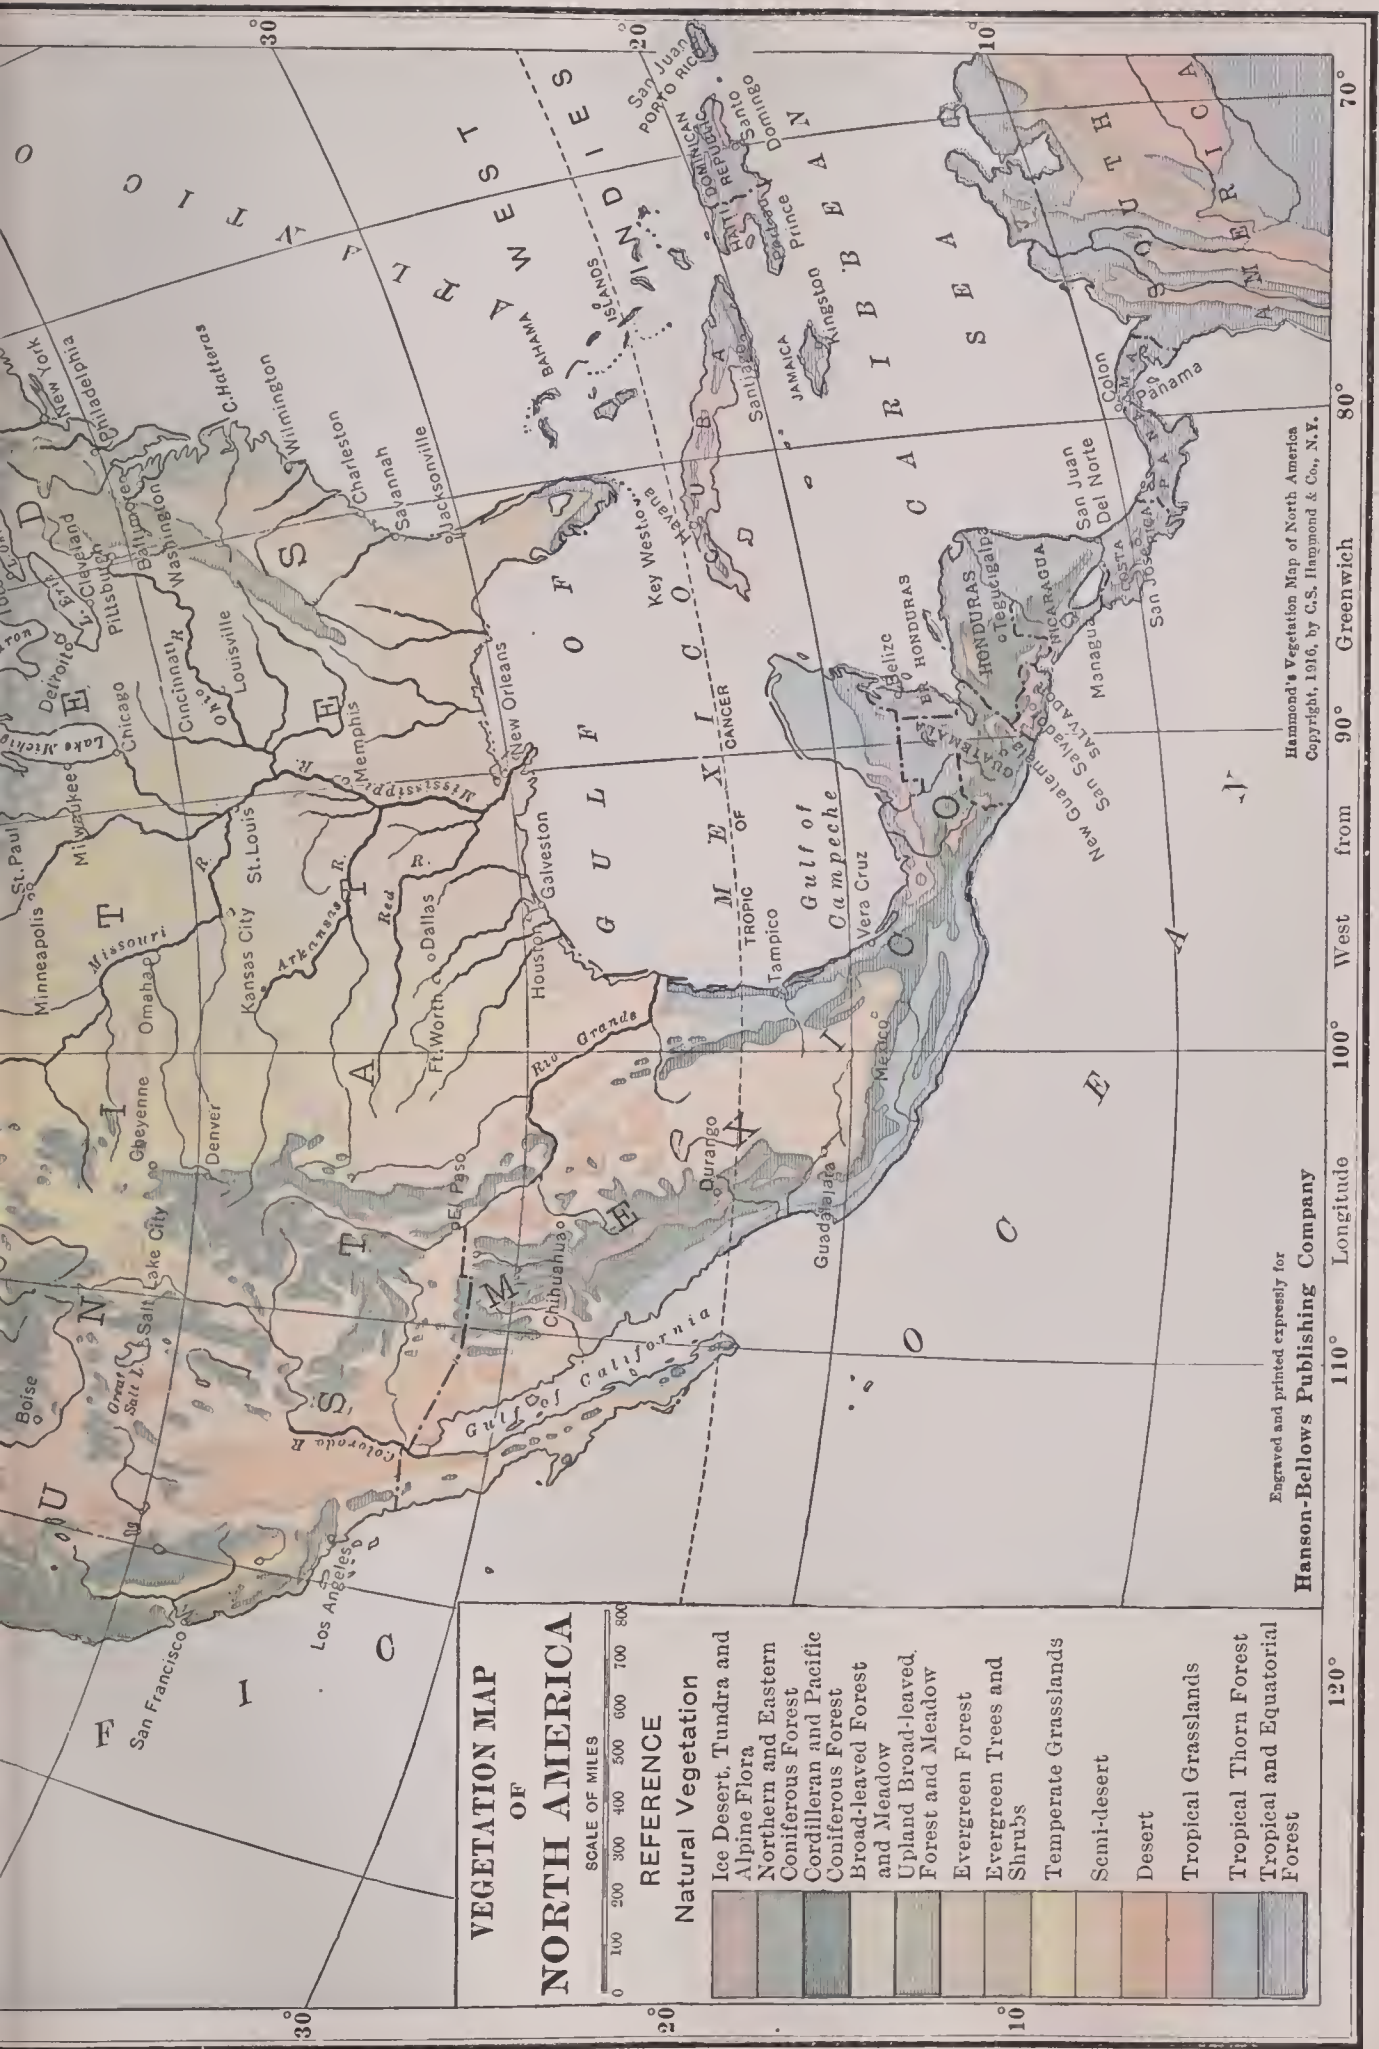 VEGETATION MAP
OF
NORTH AMERICA
SCALE OF MILES
0 100 200 300 400 500 600 700 800
REFERENCE
Natural Vegetation
Ice Desert, Tundra and
Alpine Flora
Northern and Eastern
Coniferous Forest
Cordilleran and Pacific
Coniferous Forest
Broad-leaved Forest
and Meadow
Upland Broad-leaved
Forest and Meadow
Evergreen Forest
Evergreen Trees and
Shrubs
Temperate Grasslands
Semi-desert
Desert
Tropical Grasslands
Tropical Thorn Forest
Tropical and Equatorial
Forest
Engraved and printed expressly for
Hanson-Bellows Publishing Company
Hammond's Vegetation Map of North America
Copyright, 1916, by C.S. Hammond & Co., N.Y.
120° 110° Longitude 100° West from 90° Greenwich 80° 70°
30°
20°
10°
30°
20°
10°
UNITED
STATES
Boise
Great
Salt L.
Salt Lake City
Cheyenne
Denver
Omaha
Missouri
Minneapolis
St. Paul
Milwaukee
Lake Michi
Chicago
Detroit
L. Erie
Cleveland
Pittsburgh
New York
Philadelphia
Baltimore
Washington
C. Hatteras
Wilmington
Charleston
Savannah
Jacksonville
Cincinnati
Ohio R.
Louisville
St. Louis
Kansas City
Memphis
Mississippi R.
Arkansas R.
Red R.
Dallas
Ft. Worth
Houston
Galveston
New Orleans
El Paso
Rio Grande
Colorado R
San Francisco
Los Angeles
Key West
GULF OF
MEXICO
TROPIC OF CANCER
Gulf of
Campeche
MEXICO
Gulf of California
Chihuahua
Durango
Guadalajara
Mexico
Tampico
Vera Cruz
Belize
BR. HONDURAS
GUATEMALA
New Guatemala
San Salvador
SALVADOR
HONDURAS
Tegucigalpa
NICARAGUA
Managua
San Juan
Del Norte
COSTA RICA
San Jose
PANAMA
Colon
Panama
WEST
INDIES
BAHAMA
ISLANDS
Havana
CUBA
Santiago
JAMAICA
Kingston
HAITI
Port au
Prince
DOMINICAN
REPUBLIC
Santo
Domingo
San Juan
PORTO RICO
CARIBBEAN
SEA
SOUTH
AMERICA
ATLANTIC
O
F I C
OCEAN